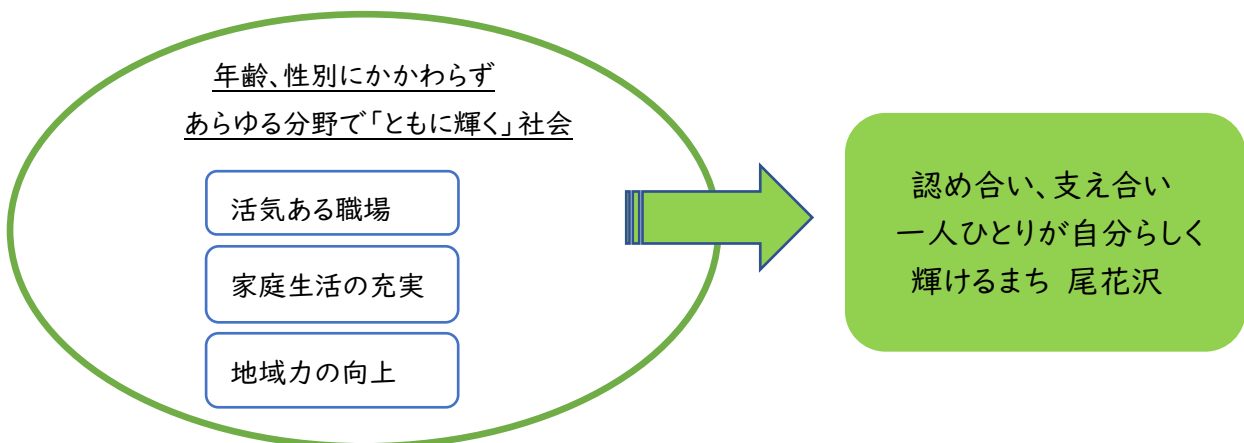 年齢、性別にかかわらず
あらゆる分野で「ともに輝く」社会
活気ある職場
家庭生活の充実
地域力の向上
認め合い、支え合い
一人ひとりが自分らしく
輝けるまち 尾花沢